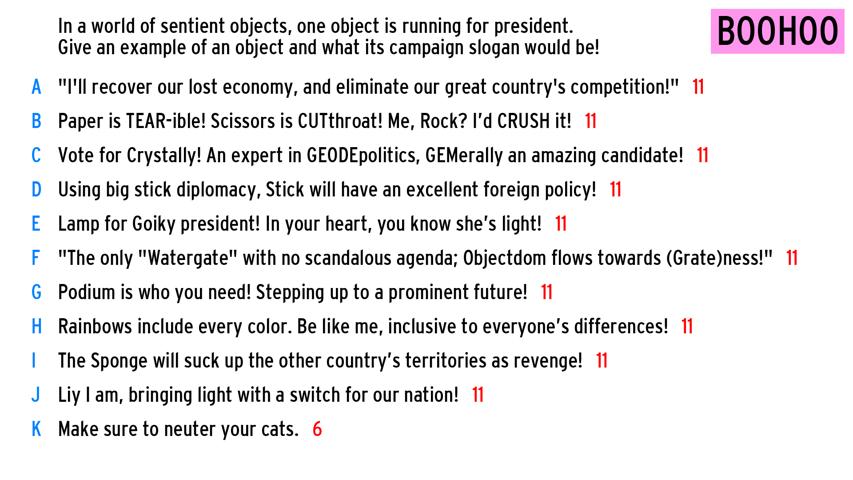 In a world of sentient objects, one object is running for president.
Give an example of an object and what its campaign slogan would be!
BOOHOO
A "I'll recover our lost economy, and eliminate our great country's competition!" 11
B Paper is TEAR-ible! Scissors is CUTthroat! Me, Rock? I'd CRUSH it! 11
C Vote for Crystally! An expert in GEODEpolitics, GEMerally an amazing candidate! 11
D Using big stick diplomacy, Stick will have an excellent foreign policy! 11
E Lamp for Goiky president! In your heart, you know she’s light! 11
F "The only "Watergate" with no scandalous agenda; Objectdom flows towards (Grate)ness!" 11
G Podium is who you need! Stepping up to a prominent future! 11
H Rainbows include every color. Be like me, inclusive to everyone’s differences! 11
I The Sponge will suck up the other country’s territories as revenge! 11
J Liy I am, bringing light with a switch for our nation! 11
K Make sure to neuter your cats. 6